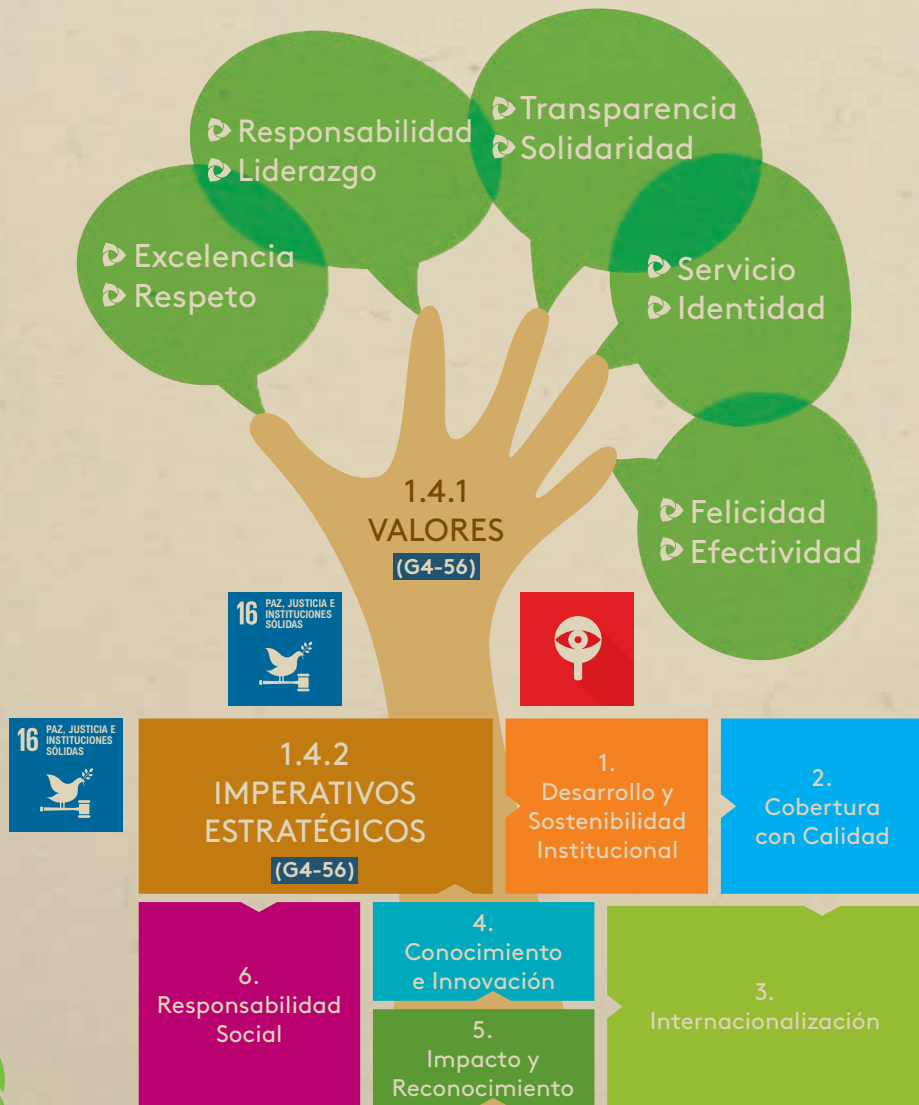 Responsabilidad
Liderazgo
Transparencia
Solidaridad
Excelencia
Respeto
Servicio
Identidad
Felicidad
Efectividad
1.4.1
VALORES
(G4-56)
16 PAZ, JUSTICIA E
INSTITUCIONES
SÓLIDAS
16 PAZ, JUSTICIA E
INSTITUCIONES
SÓLIDAS
1.4.2
IMPERATIVOS
ESTRATÉGICOS
(G4-56)
1.
Desarrollo y
Sostenibilidad
Institucional
2.
Cobertura
con Calidad
3.
Internacionalización
4.
Conocimiento
e Innovación
5.
Impacto y
Reconocimiento
6.
Responsabilidad
Social